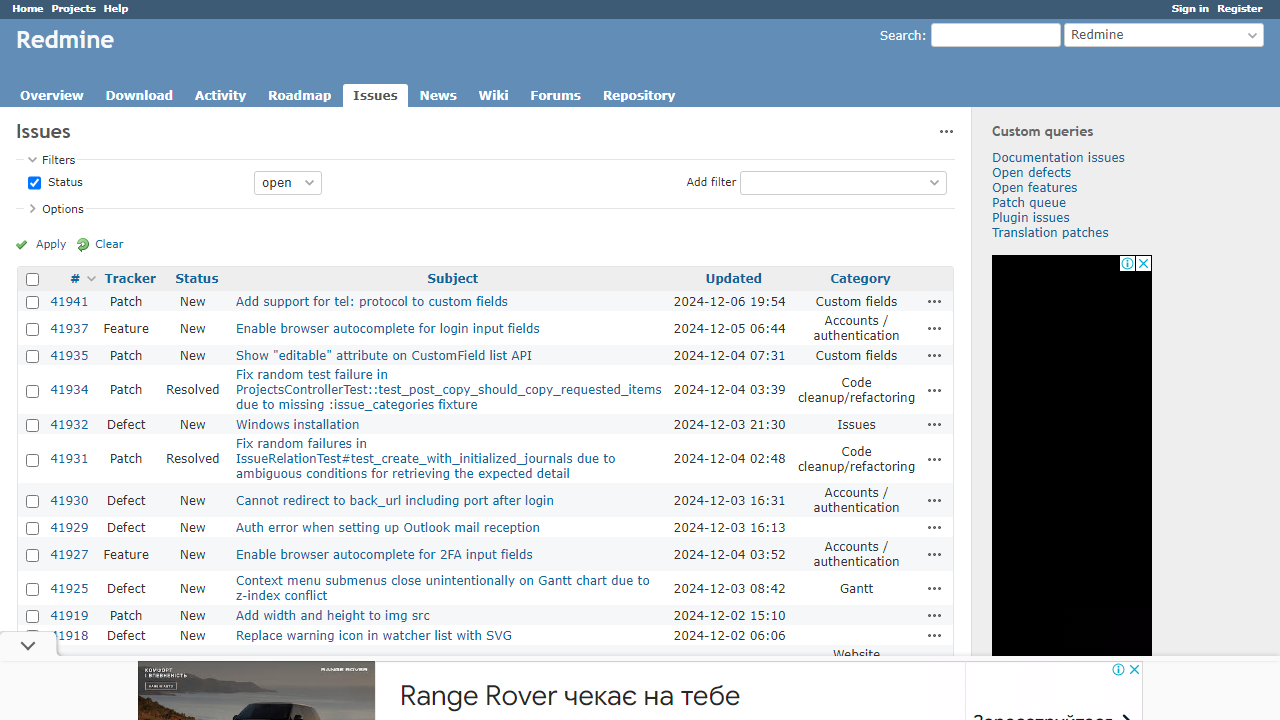 Home Projects Help
Sign in Register
Redmine
Search:
Redmine
Overview Download Activity Roadmap Issues News Wiki Forums Repository
Issues
Filters
Status
open
Add filter
Options
Apply Clear
# Tracker Status Subject Updated Category
41941 Patch New Add support for tel: protocol to custom fields 2024-12-06 19:54 Custom fields
41937 Feature New Enable browser autocomplete for login input fields 2024-12-05 06:44 Accounts /
authentication
41935 Patch New Show "editable" attribute on CustomField list API 2024-12-04 07:31 Custom fields
Fix random test failure in
41934 Patch Resolved ProjectsControllerTest::test_post_copy_should_copy_requested_items 2024-12-04 03:39 Code
cleanup/refactoring
due to missing :issue_categories fixture
41932 Defect New Windows installation 2024-12-03 21:30 Issues
Fix random failures in
41931 Patch Resolved IssueRelationTest#test_create_with_initialized_journals due to 2024-12-04 02:48 Code
cleanup/refactoring
ambiguous conditions for retrieving the expected detail
41930 Defect New Cannot redirect to back_url including port after login 2024-12-03 16:31 Accounts /
authentication
41929 Defect New Auth error when setting up Outlook mail reception 2024-12-03 16:13
41927 Feature New Enable browser autocomplete for 2FA input fields 2024-12-04 03:52 Accounts /
authentication
41925 Defect New Context menu submenus close unintentionally on Gantt chart due to 2024-12-03 08:42 Gantt
z-index conflict
41919 Patch New Add width and height to img src 2024-12-02 15:10
41918 Defect New Replace warning icon in watcher list with SVG 2024-12-02 06:06
Website
Custom queries
Documentation issues
Open defects
Open features
Patch queue
Plugin issues
Translation patches
КОМФОРТ
І ВПЕВНЕНІСТЬ
RANGE ROVER
Range Rover чекає на тебе